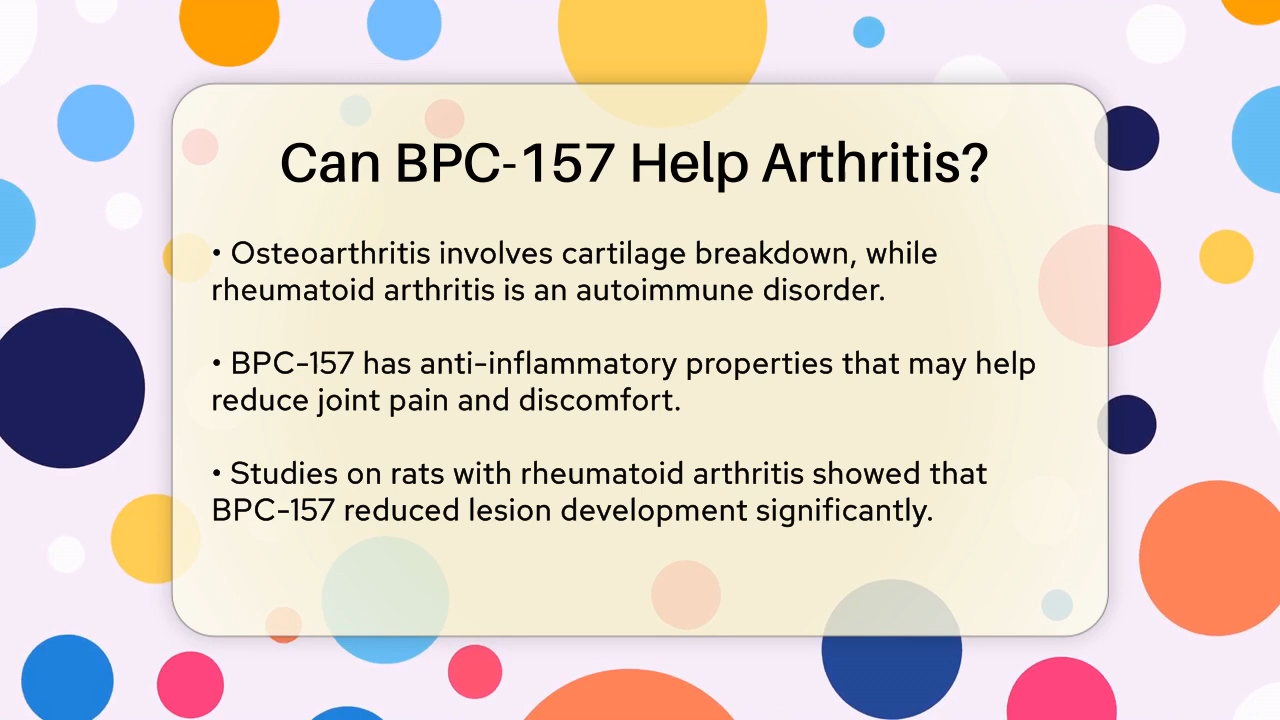 Can BPC-157 Help Arthritis?
• Osteoarthritis involves cartilage breakdown, while
rheumatoid arthritis is an autoimmune disorder.
• BPC-157 has anti-inflammatory properties that may help
reduce joint pain and discomfort.
• Studies on rats with rheumatoid arthritis showed that
BPC-157 reduced lesion development significantly.